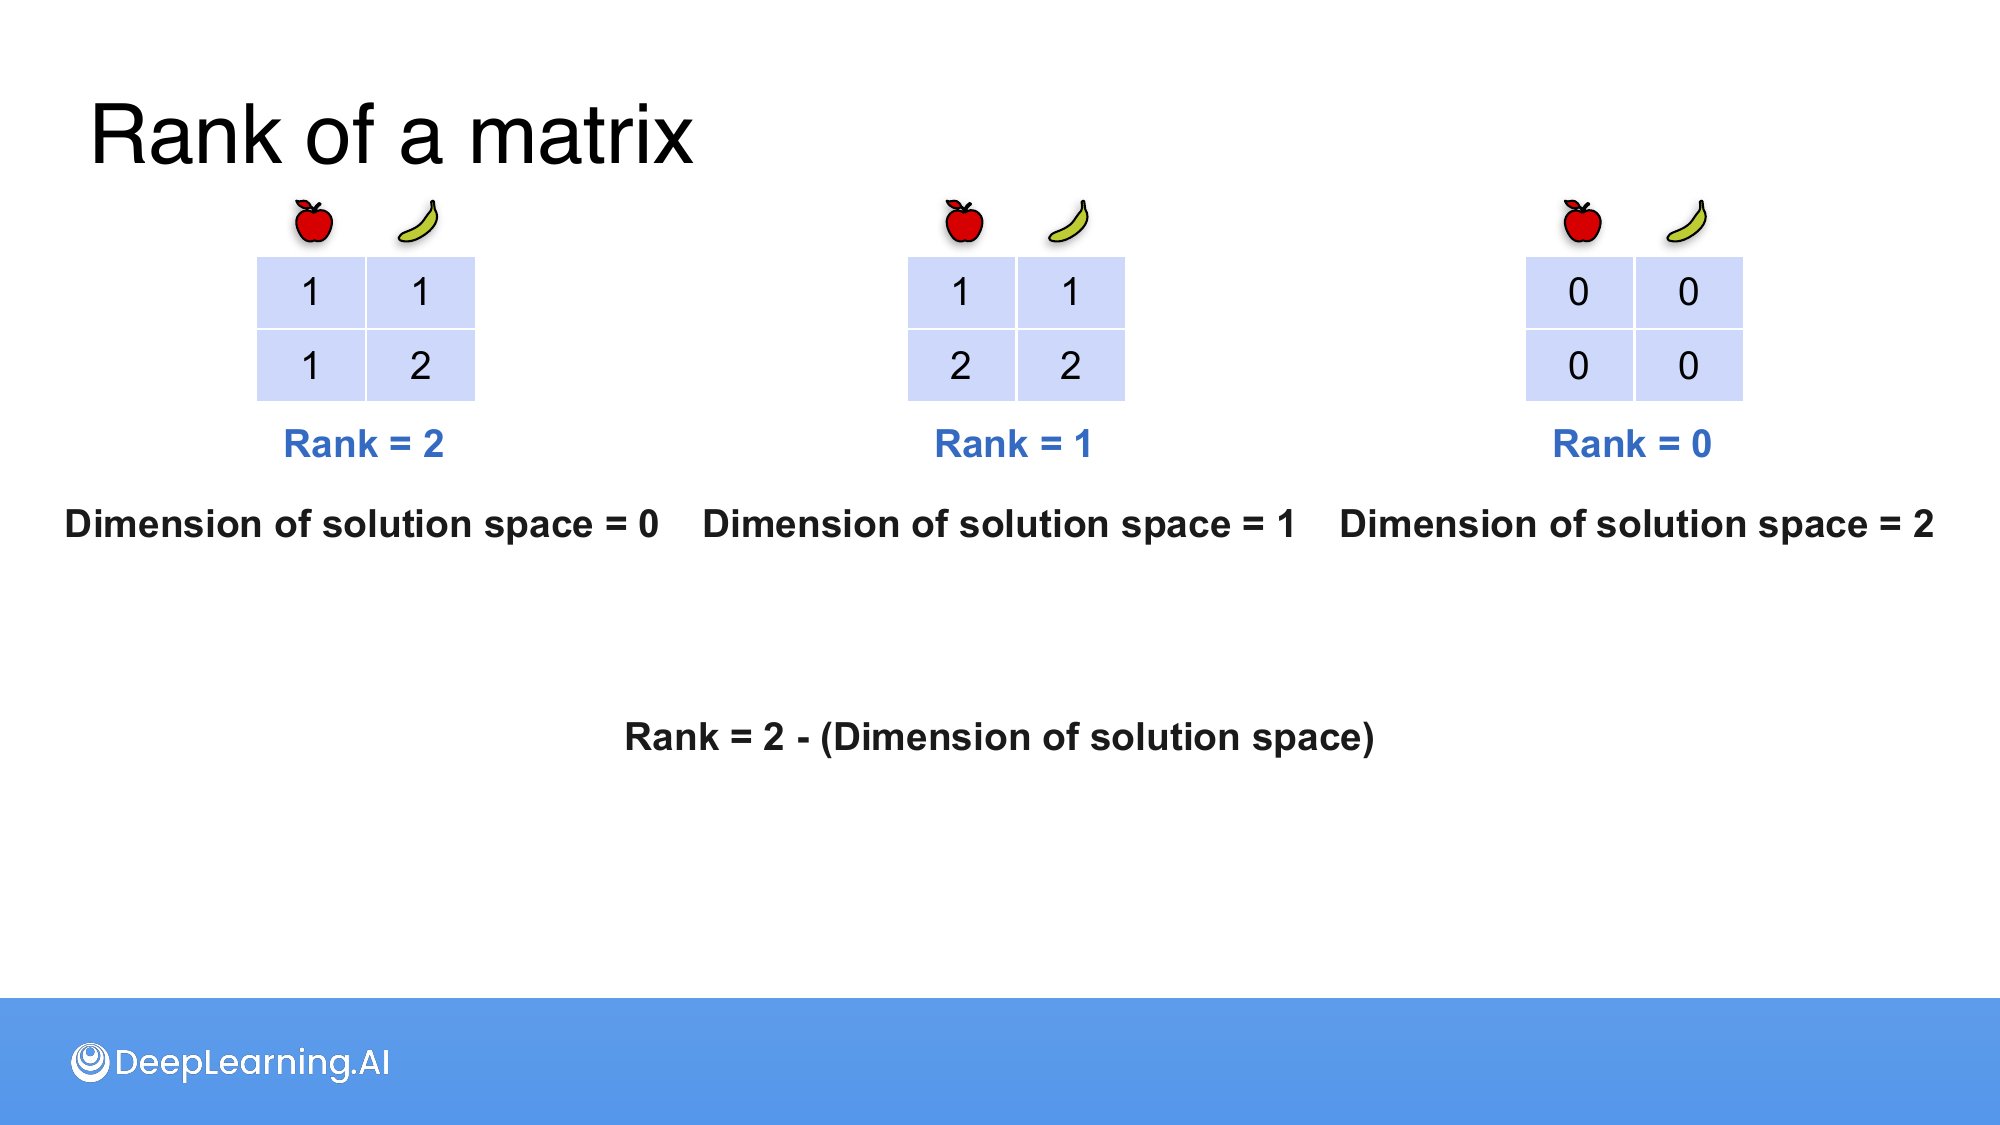 Rank of a matrix
1 1
1 2
Rank = 2
Dimension of solution space = 0
1 1
2 2
Rank = 1
Dimension of solution space = 1
0 0
0 0
Rank = 0
Dimension of solution space = 2
Rank = 2 - (Dimension of solution space)
DeepLearning.AI